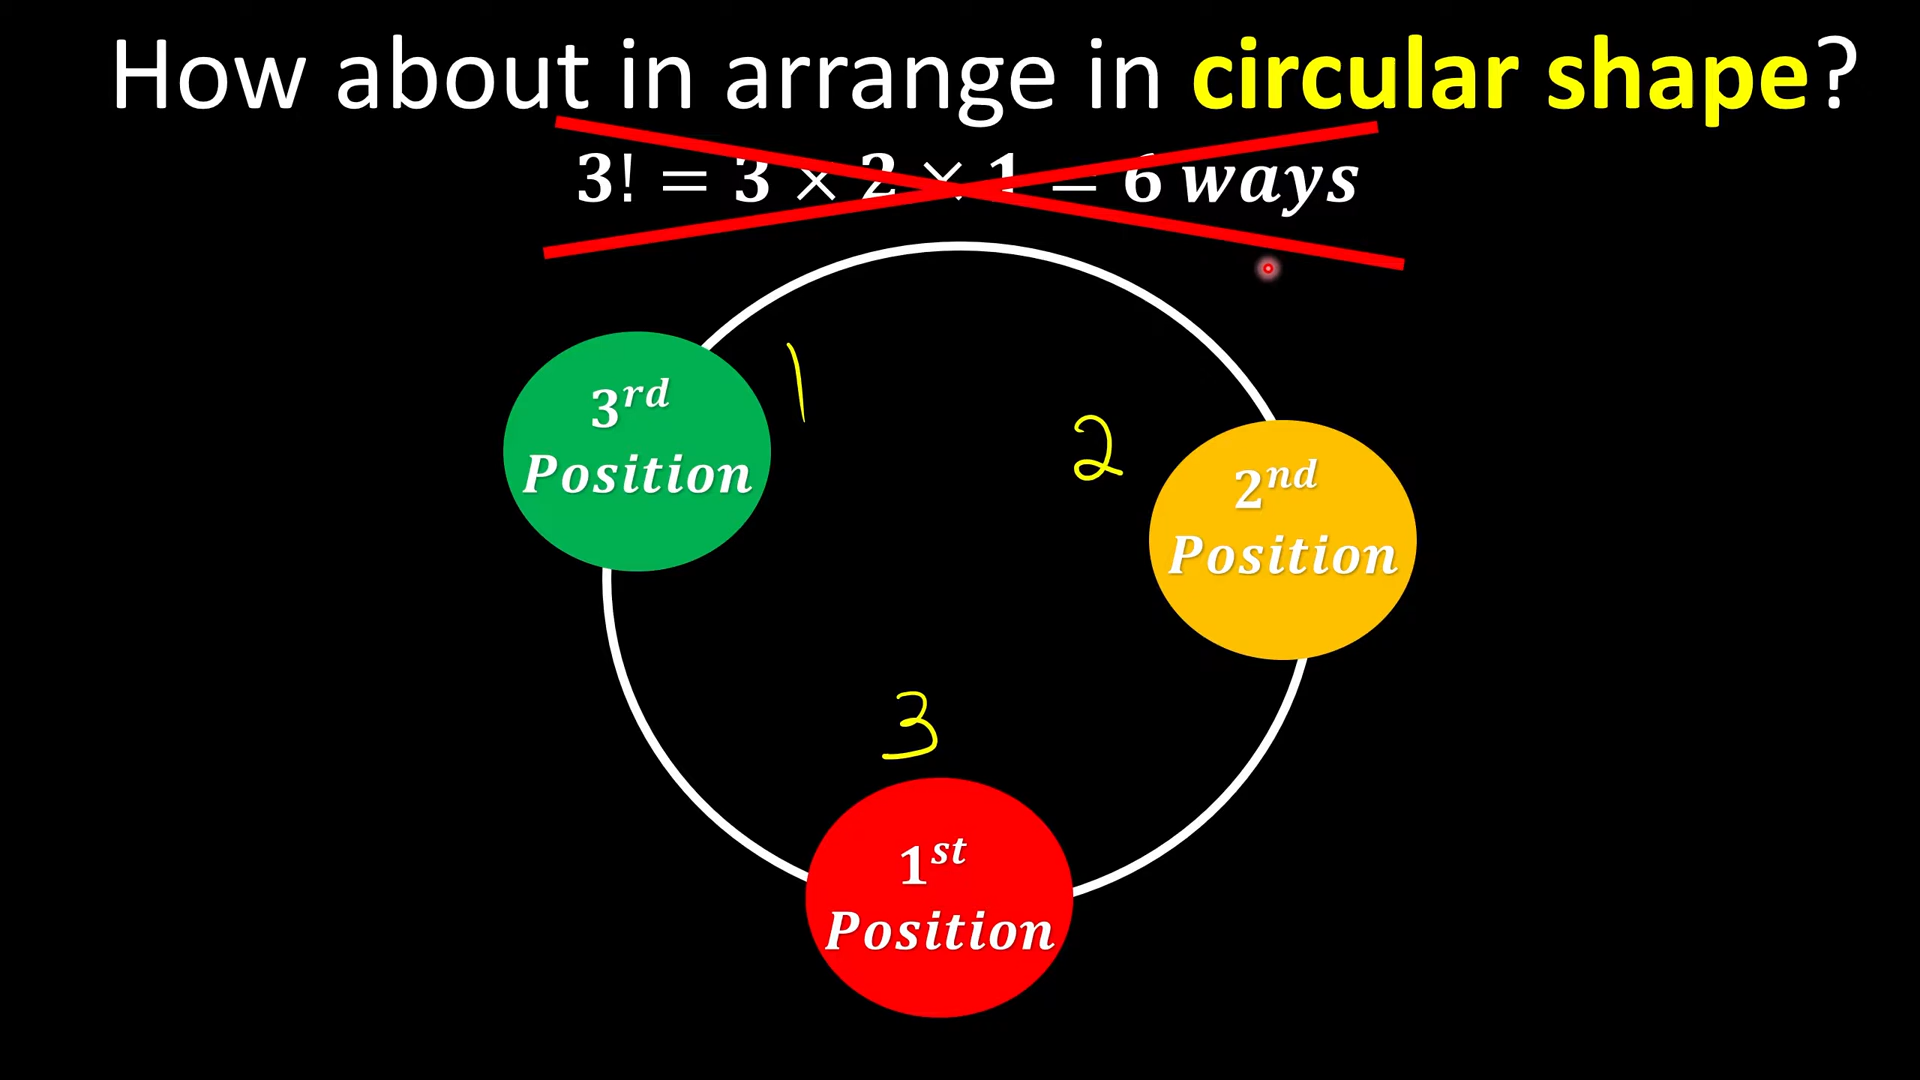 How about in arrange in circular shape?
3! = 3 × 2 × 1 = 6 ways
3rd
Position
1
2
2nd
Position
3
1st
Position